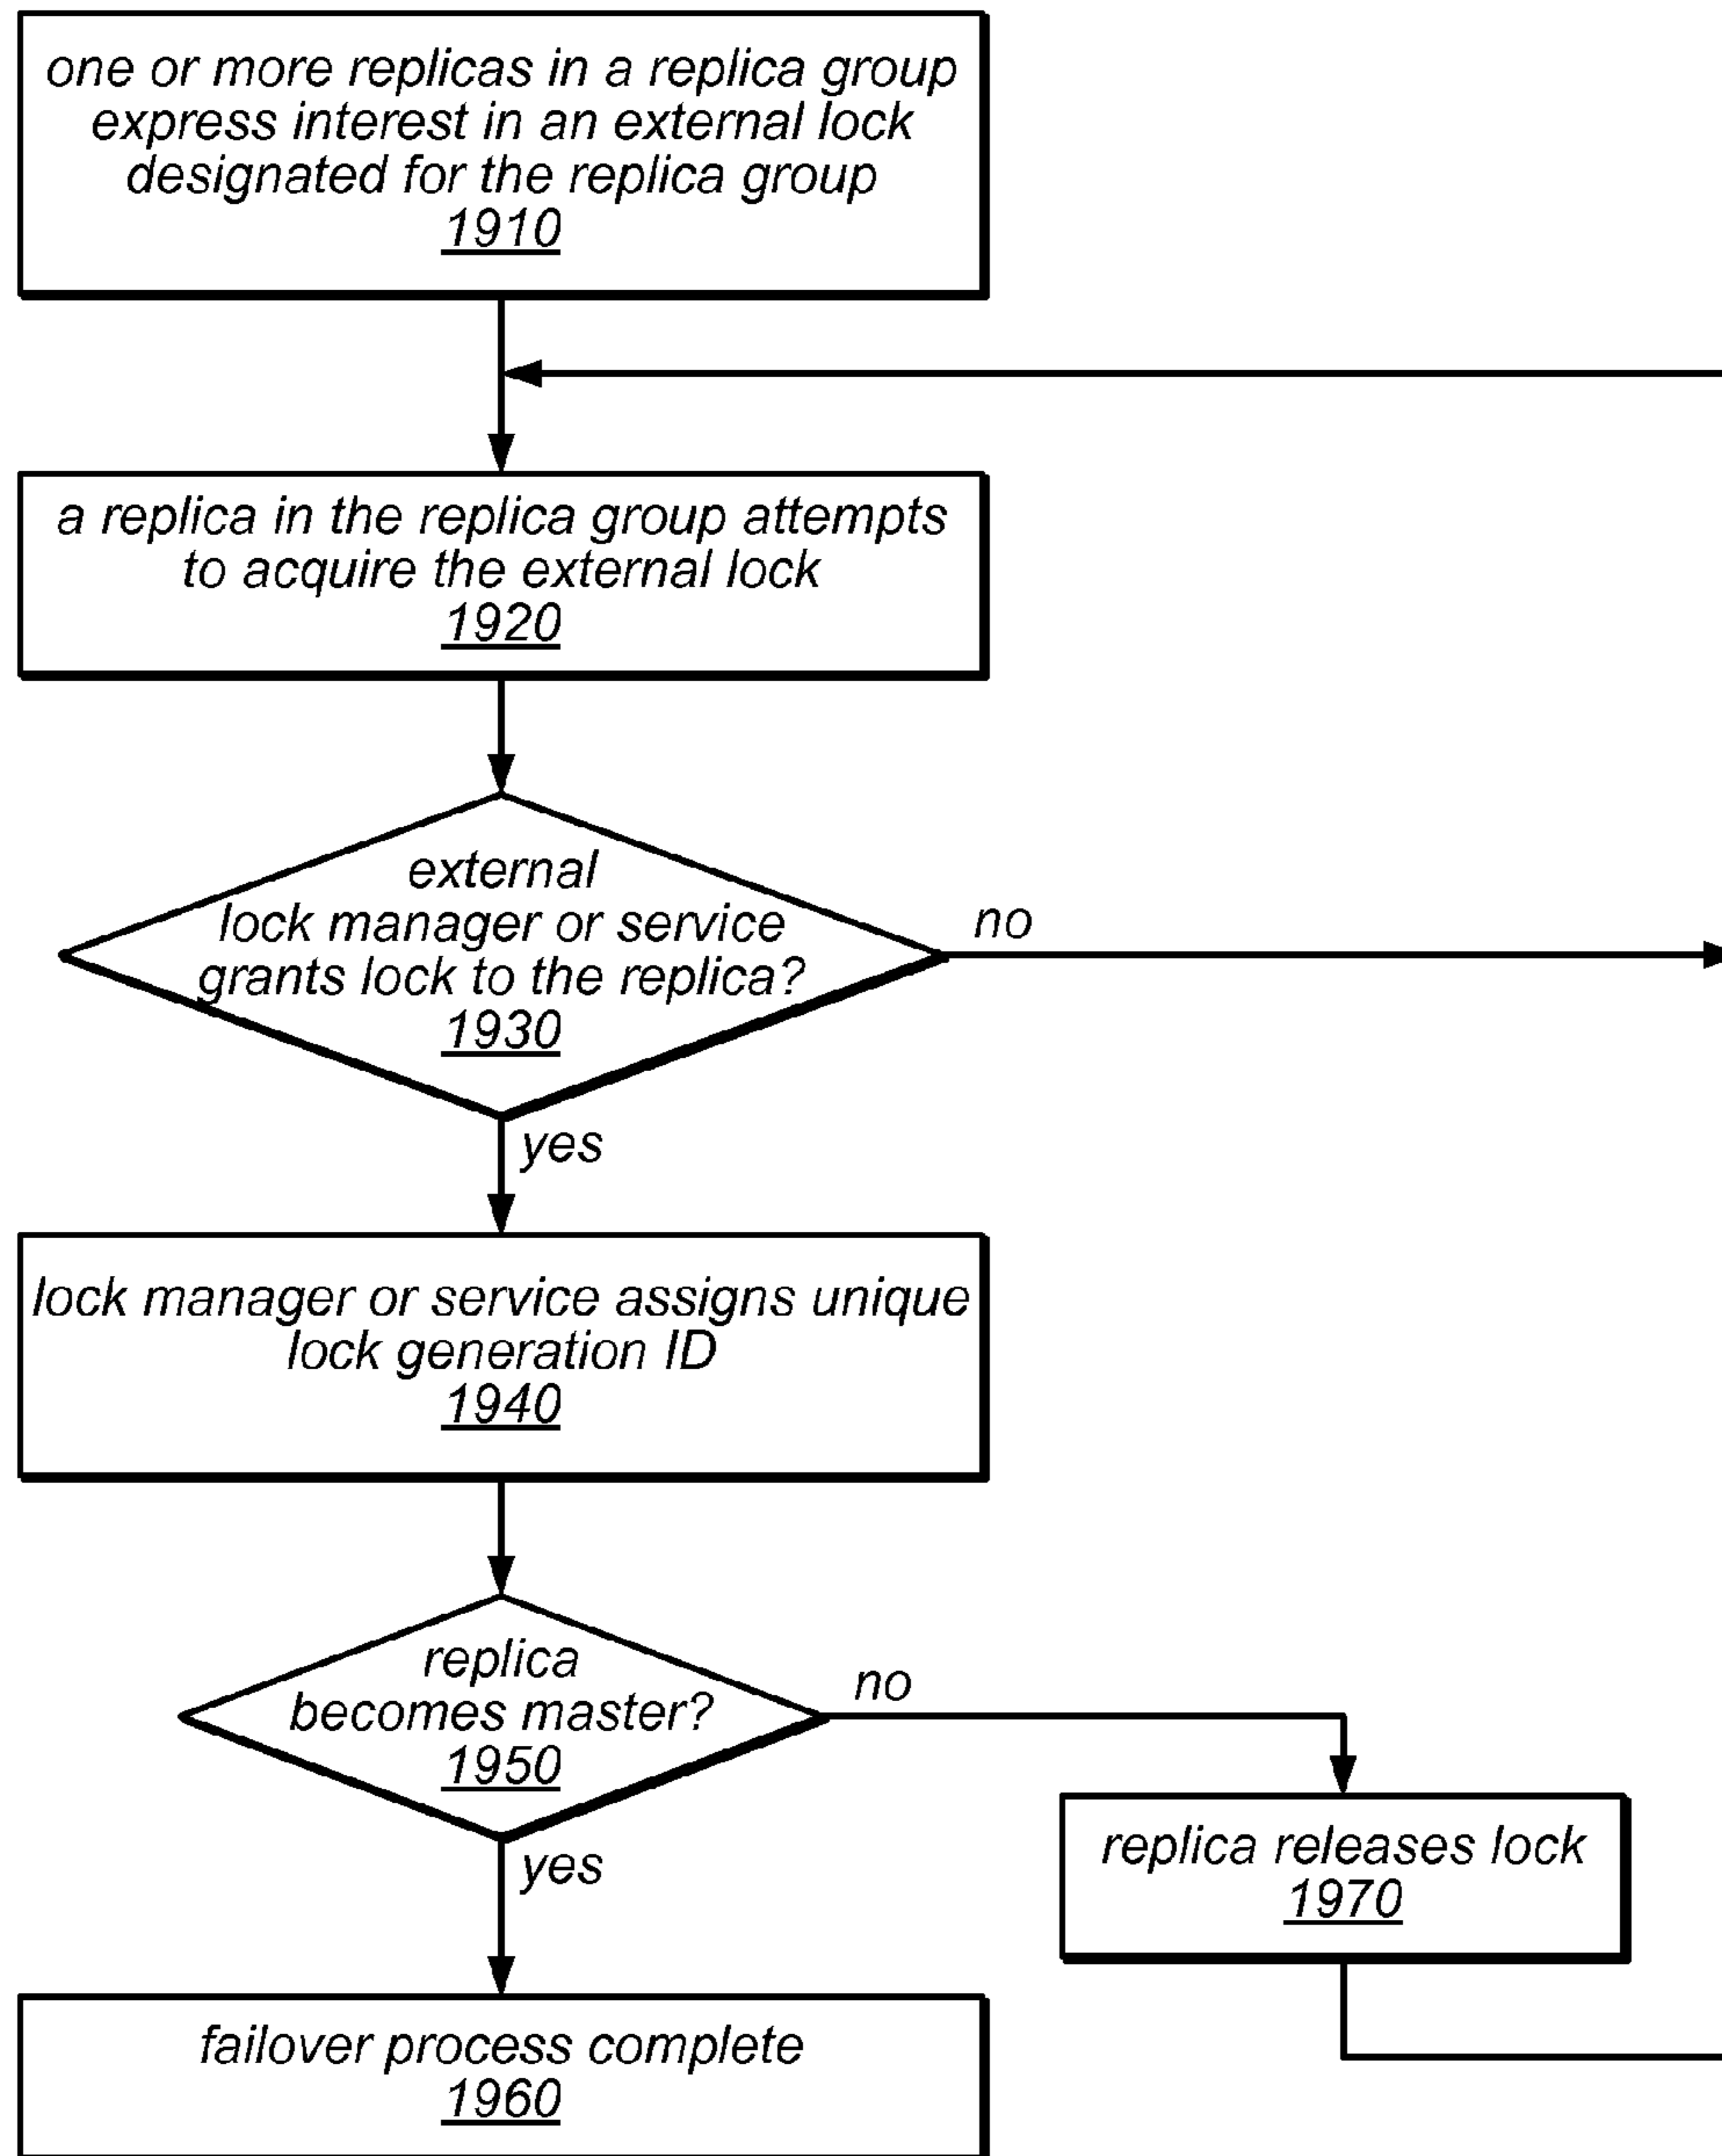 one or more replicas in a replica group
express interest in an external lock
designated for the replica group
1910
a replica in the replica group attempts
to acquire the external lock
1920
external
lock manager or service
grants lock to the replica?
1930
no
yes
lock manager or service assigns unique
lock generation ID
1940
replica
becomes master?
1950
no
yes
replica releases lock
1970
failover process complete
1960